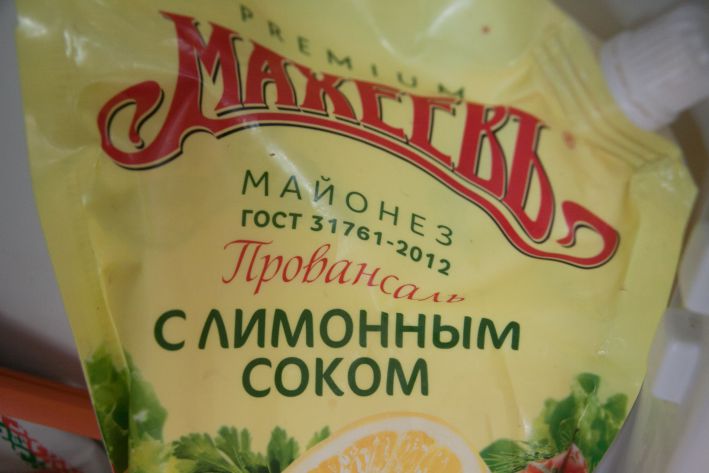 PREMIUM
МАХЕЕВЪ
МАЙОНЕЗ
ГОСТ 31761-2012
Провансаль
С ЛИМОННЫМ
СОКОМ